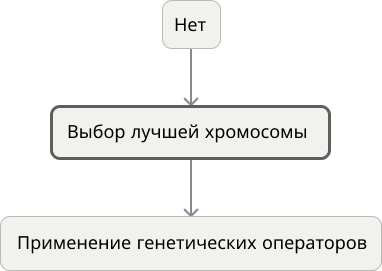 Нет
Выбор лучшей хромосомы
Применение генетических операторов